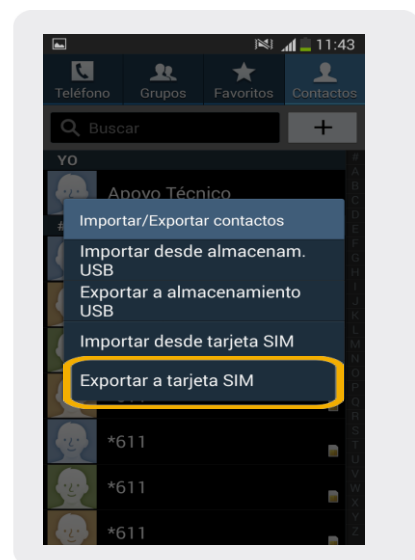 11:43
Teléfono Grupos Favoritos Contactos
Buscar +
YO
Apoyo Técnico
#
Importar/Exportar contactos
Importar desde almacenam.
USB
Exportar a almacenamiento
USB
Importar desde tarjeta SIM
Exportar a tarjeta SIM
*611
*611
*611
#
A
B
C
D
E
F
G
H
I
J
K
L
M
N
O
P
Q
R
S
T
U
V
W
X
Y
Z